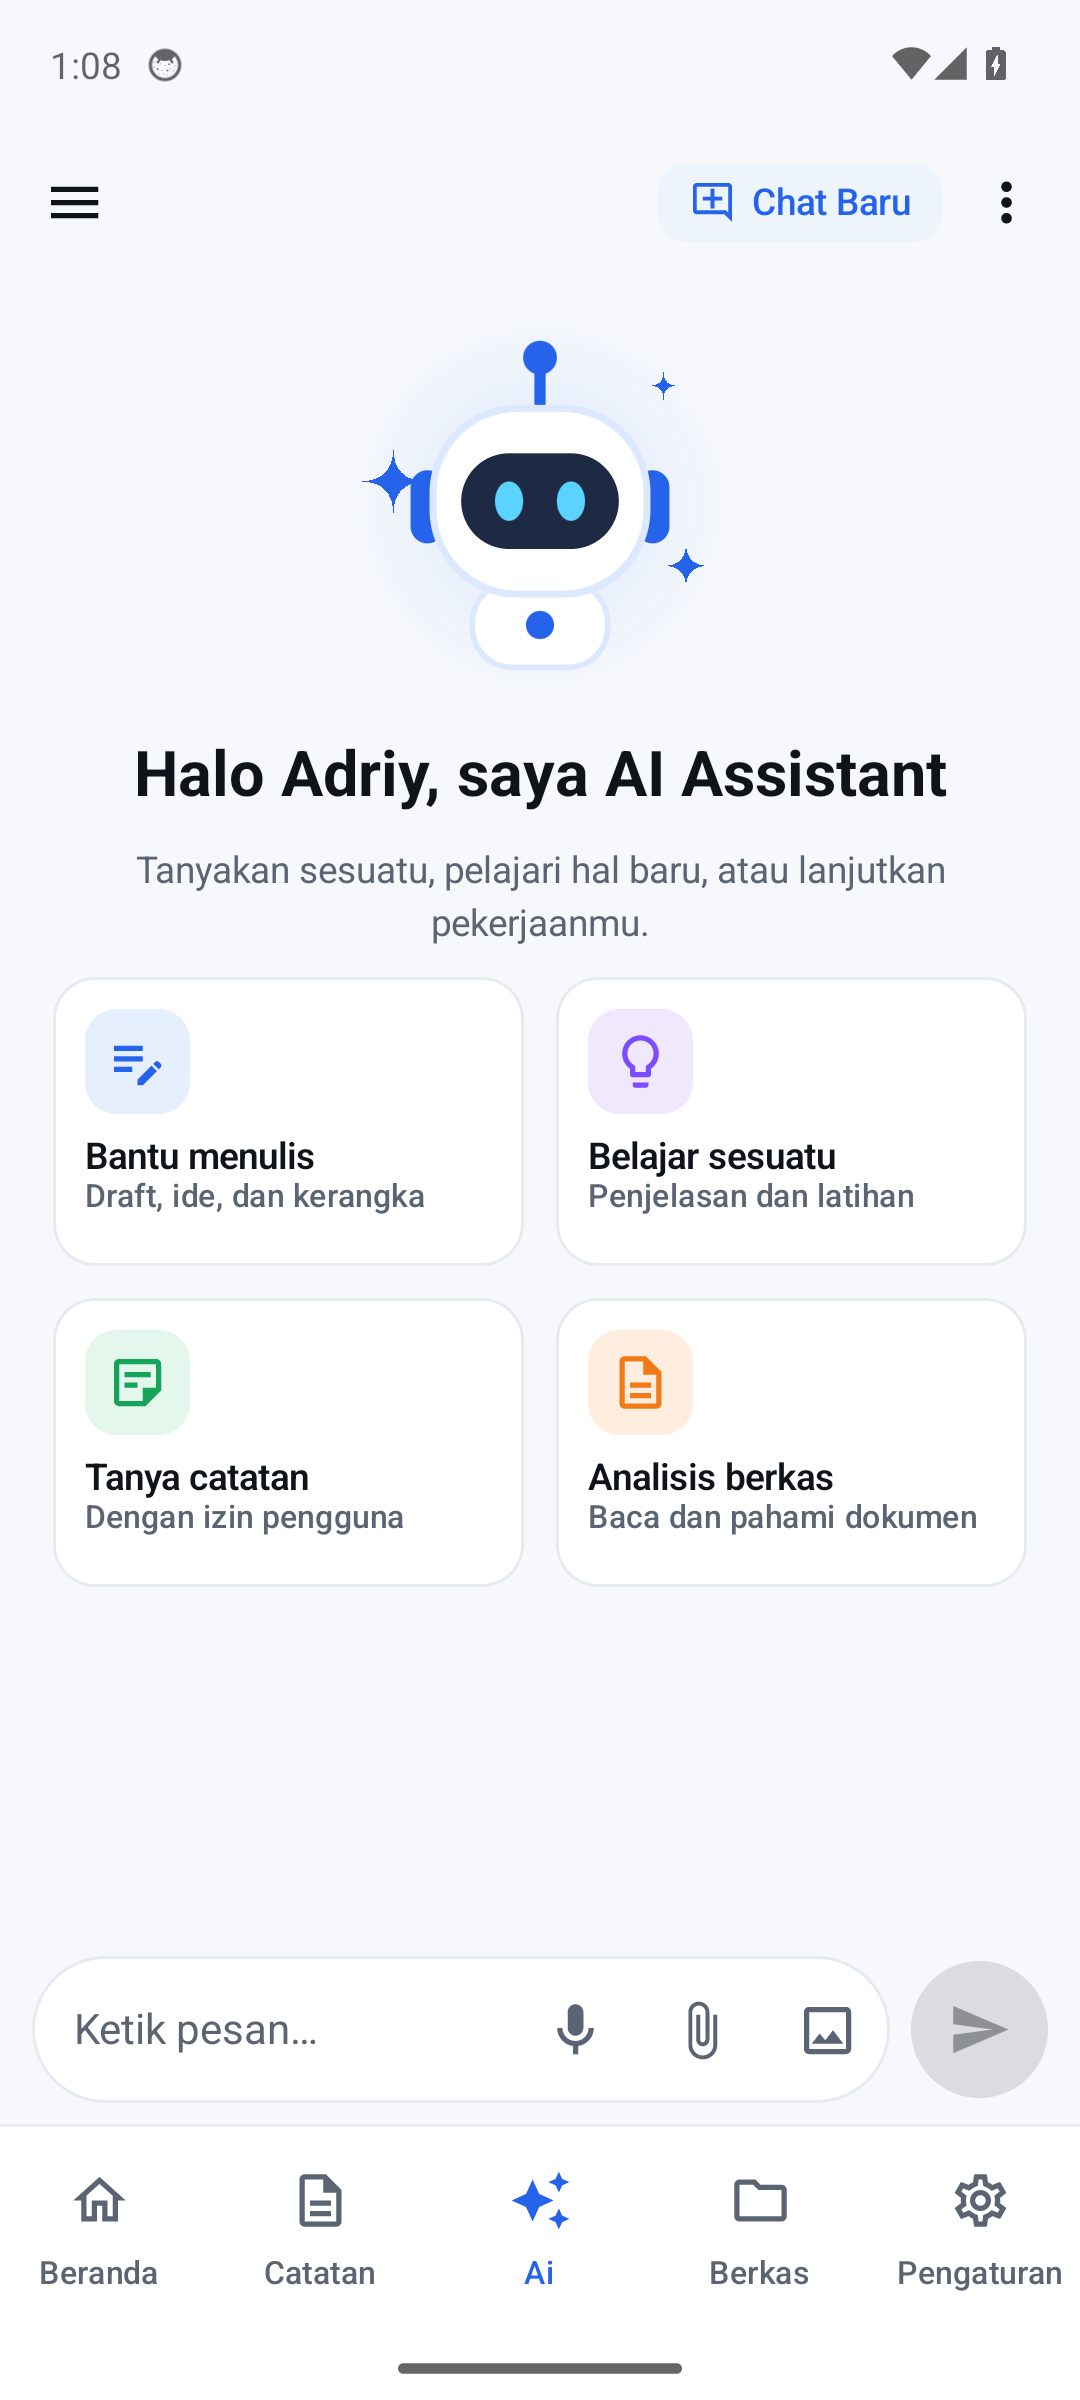 1:08
Chat Baru
Halo Adriy, saya AI Assistant
Tanyakan sesuatu, pelajari hal baru, atau lanjutkan
pekerjaanmu.
Bantu menulis
Draft, ide, dan kerangka
Belajar sesuatu
Penjelasan dan latihan
Tanya catatan
Dengan izin pengguna
Analisis berkas
Baca dan pahami dokumen
Ketik pesan...
Beranda
Catatan
Ai
Berkas
Pengaturan